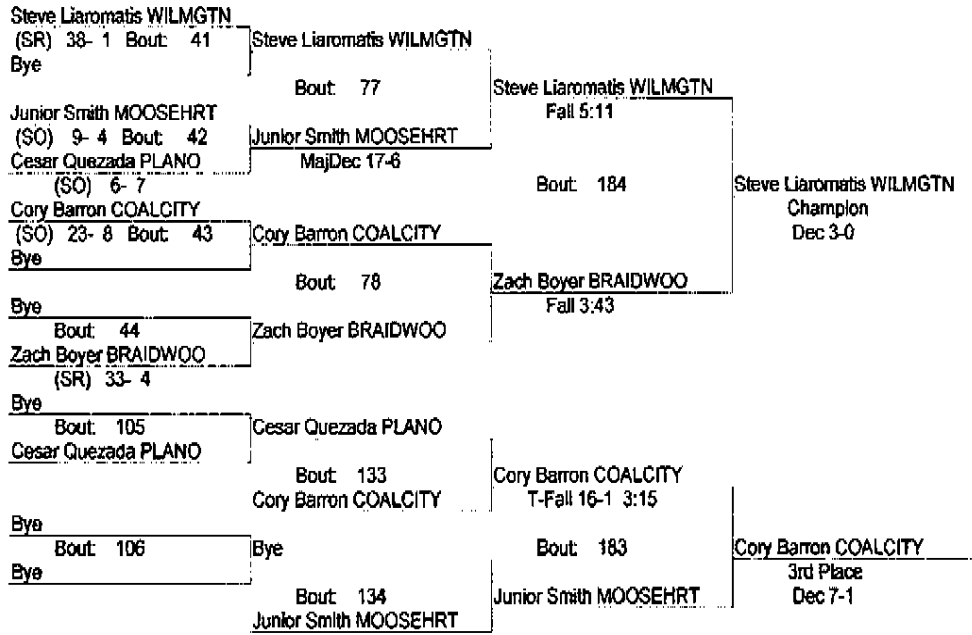 Steve Liaromatis WILMGTN
(SR) 38- 1 Bout: 41
Steve Liaromatis WILMGTN
Bye
Bout: 77
Steve Liaromatis WILMGTN
Fall 5:11
Junior Smith MOOSEHRT
(SO) 9- 4 Bout: 42
Junior Smith MOOSEHRT
Cesar Quezada PLANO
MajDec 17-6
(SO) 6- 7
Bout: 184
Steve Liaromatis WILMGTN
Champion
Dec 3-0
Cory Barron COALCITY
(SO) 23- 8 Bout: 43
Cory Barron COALCITY
Bye
Bout: 78
Zach Boyer BRAIDWOO
Fall 3:43
Bye
Bout: 44
Zach Boyer BRAIDWOO
Zach Boyer BRAIDWOO
(SR) 33- 4
Bye
Bout: 105
Cesar Quezada PLANO
Cesar Quezada PLANO
Bout: 133
Cory Barron COALCITY
Cory Barron COALCITY
T-Fall 16-1 3:15
Bye
Bout: 106
Bye
Bout: 183
Cory Barron COALCITY
Bye
3rd Place
Bout: 134
Junior Smith MOOSEHRT
Dec 7-1
Junior Smith MOOSEHRT